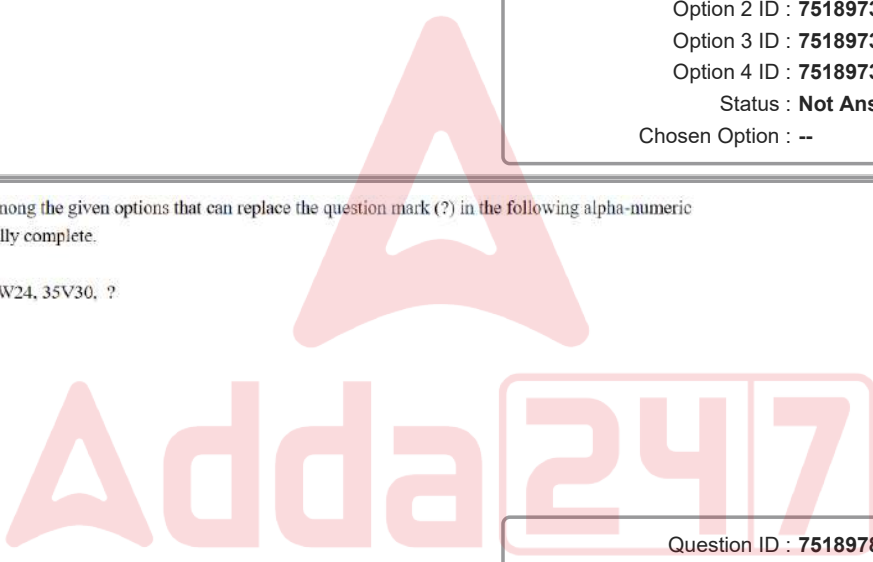 Option 2 ID : 7518973
Option 3 ID : 7518973
Option 4 ID : 7518973
Status : Not Ans
Chosen Option : --
nong the given options that can replace the question mark (?) in the following alpha-numeric
lly complete.
W24, 35V30, ?
Adda247
Question ID : 7518978